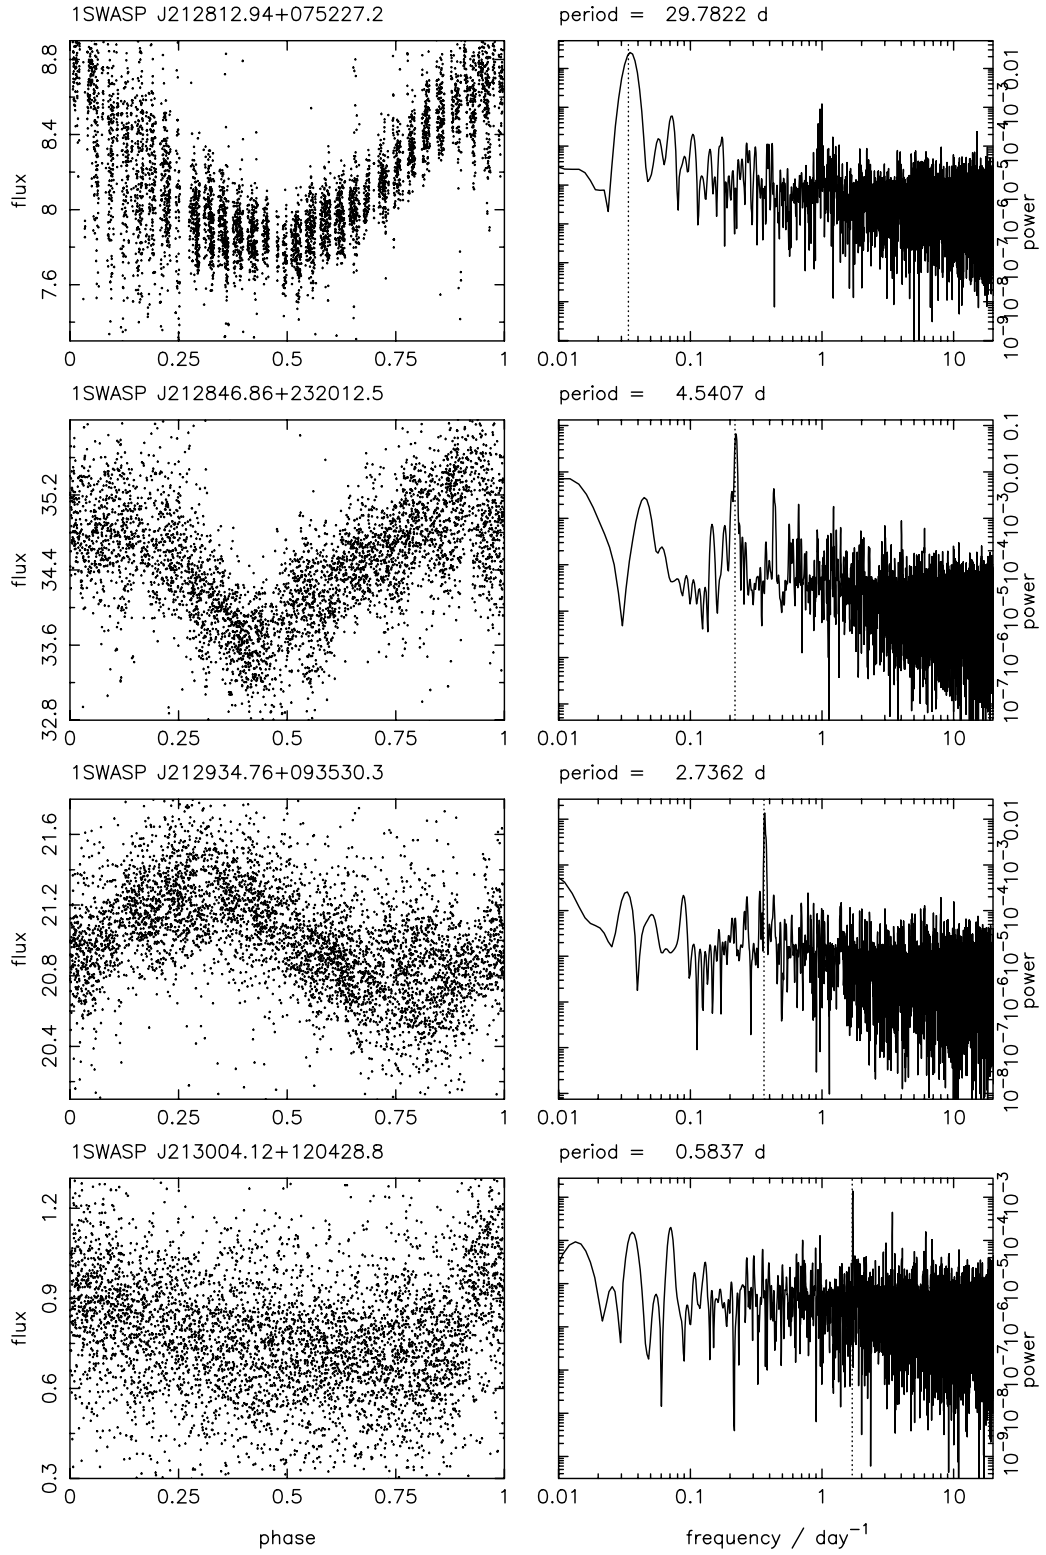 1SWASP J212812.94+075227.2
period = 29.7822 d
flux
8.8
8.4
8
7.6
0 0.25 0.5 0.75 1
0.01
10⁻³
10⁻⁴
10⁻⁵
10⁻⁶
10⁻⁷
10⁻⁸
10⁻⁹
power
0.01 0.1 1 10
1SWASP J212846.86+232012.5
period = 4.5407 d
flux
35.2
34.4
33.6
32.8
0 0.25 0.5 0.75 1
0.1
0.01
10⁻³
10⁻⁴
10⁻⁵
10⁻⁶
10⁻⁷
power
0.01 0.1 1 10
1SWASP J212934.76+093530.3
period = 2.7362 d
flux
21.6
21.2
20.8
20.4
0 0.25 0.5 0.75 1
0.01
10⁻³
10⁻⁴
10⁻⁵
10⁻⁶
10⁻⁷
10⁻⁸
power
0.01 0.1 1 10
1SWASP J213004.12+120428.8
period = 0.5837 d
flux
1.2
0.9
0.6
0.3
0 0.25 0.5 0.75 1
10⁻³
10⁻⁴
10⁻⁵
10⁻⁶
10⁻⁷
10⁻⁸
10⁻⁹
power
0.01 0.1 1 10
phase
frequency / day⁻¹